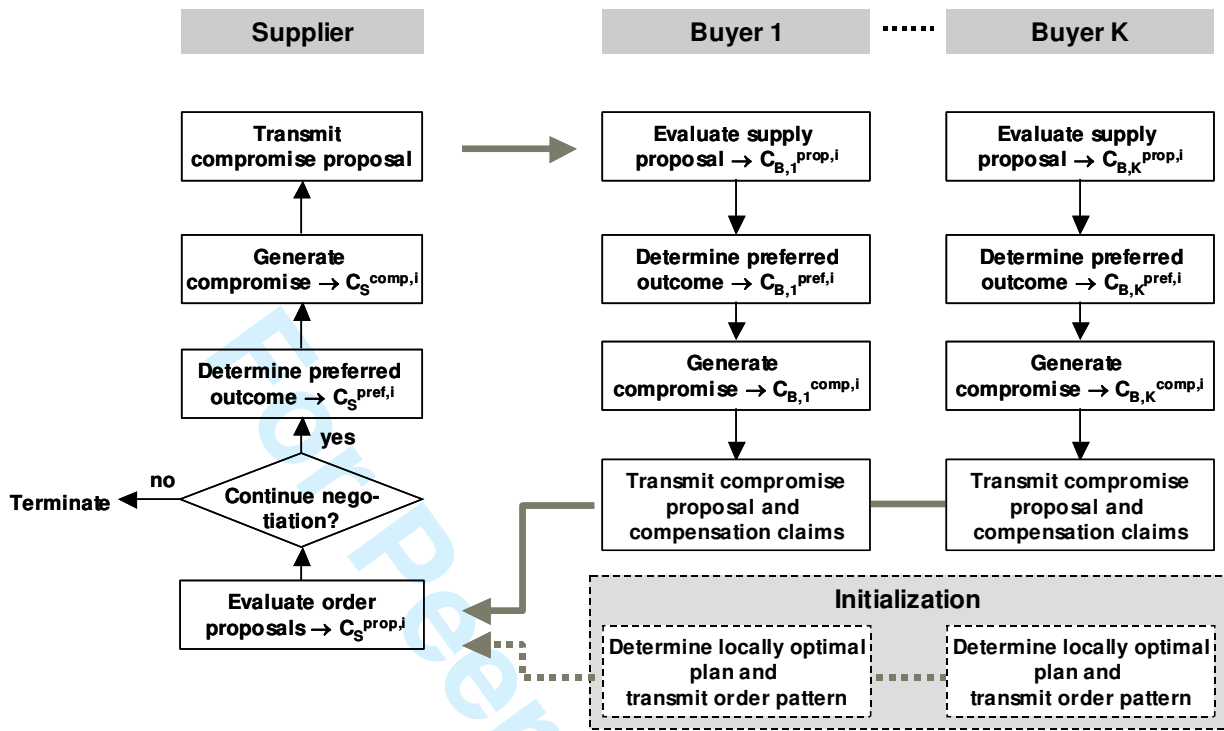 Supplier
Buyer 1
Buyer K
Transmit
compromise proposal
Generate
compromise → C_S^comp,i
Determine preferred
outcome → C_S^pref,i
yes
no
Terminate
Continue nego-
tiation?
Evaluate order
proposals → C_S^prop,i
Evaluate supply
proposal → C_B,1^prop,i
Determine preferred
outcome → C_B,1^pref,i
Generate
compromise → C_B,1^comp,i
Transmit compromise
proposal and
compensation claims
Evaluate supply
proposal → C_B,K^prop,i
Determine preferred
outcome → C_B,K^pref,i
Generate
compromise → C_B,K^comp,i
Transmit compromise
proposal and
compensation claims
Initialization
Determine locally optimal
plan and
transmit order pattern
Determine locally optimal
plan and
transmit order pattern
For Peer